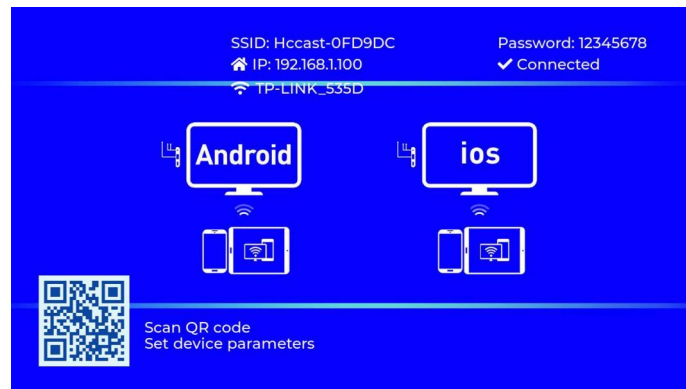 SSID: Hccast-0FD9DC
Password: 12345678
IP: 192.168.1.100
Connected
TP-LINK_535D
Android
ios
Scan QR code
Set device parameters